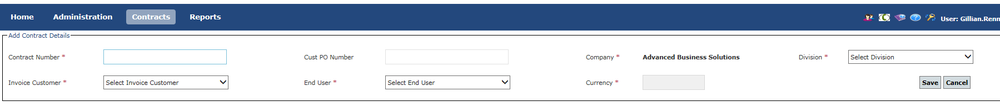 Home Administration Contracts Reports User: Gillian.Renn
Add Contract Details
Contract Number * Cust PO Number Company * Advanced Business Solutions Division * Select Division
Invoice Customer * Select Invoice Customer End User * Select End User Currency * Save Cancel